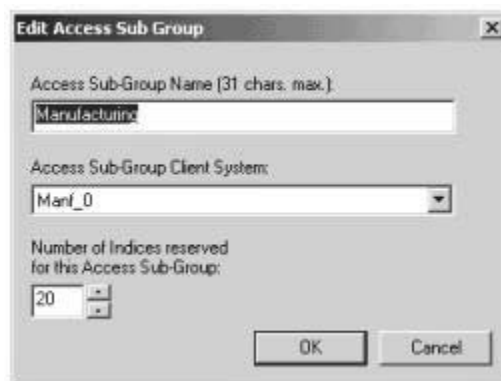 Edit Access Sub Group
Access Sub-Group Name (31 chars. max.):
Manufacturing
Access Sub-Group Client System:
Manf_0
Number of Indices reserved
for this Access Sub-Group:
20
OK
Cancel